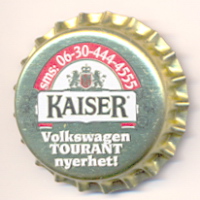 sms: 06-30-444-4555
KAISER
Volkswagen
TOURANT
nyerhet!